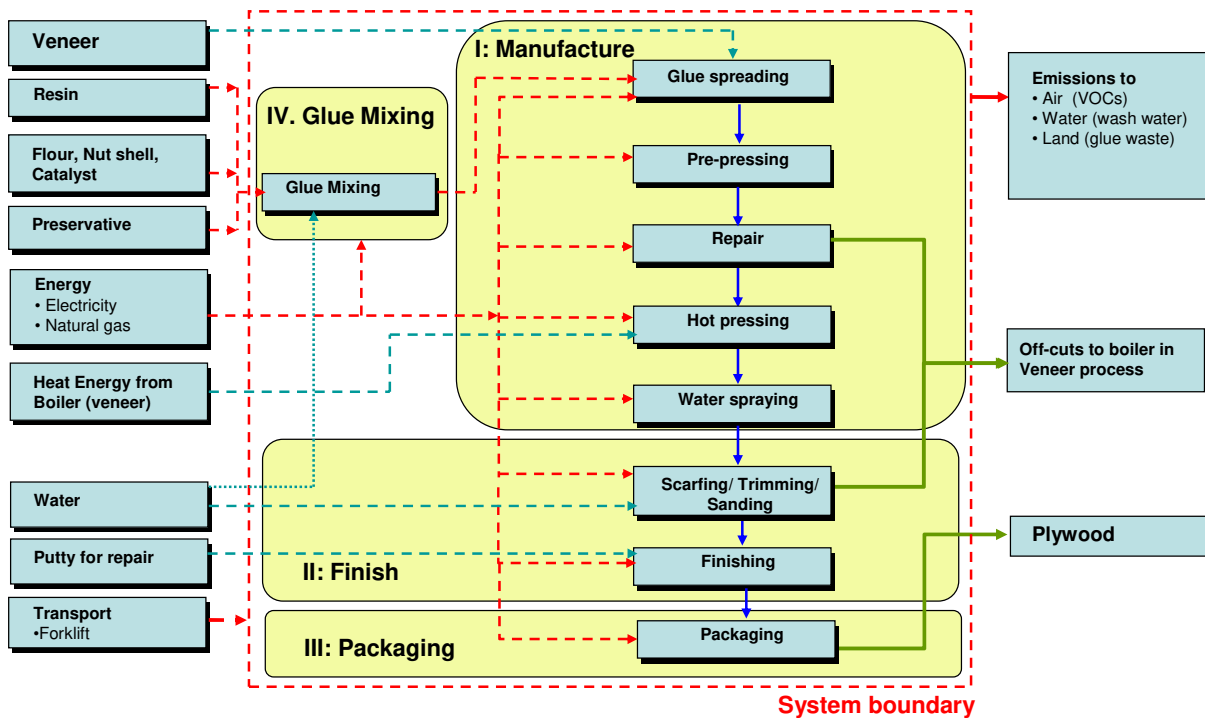 Veneer
Resin
Flour, Nut shell,
Catalyst
Preservative
Energy
• Electricity
• Natural gas
Heat Energy from
Boiler (veneer)
Water
Putty for repair
Transport
•Forklift
IV. Glue Mixing
Glue Mixing
I: Manufacture
Glue spreading
Pre-pressing
Repair
Hot pressing
Water spraying
II: Finish
Scarfing/ Trimming/
Sanding
Finishing
III: Packaging
Packaging
System boundary
Emissions to
• Air (VOCs)
• Water (wash water)
• Land (glue waste)
Off-cuts to boiler in
Veneer process
Plywood